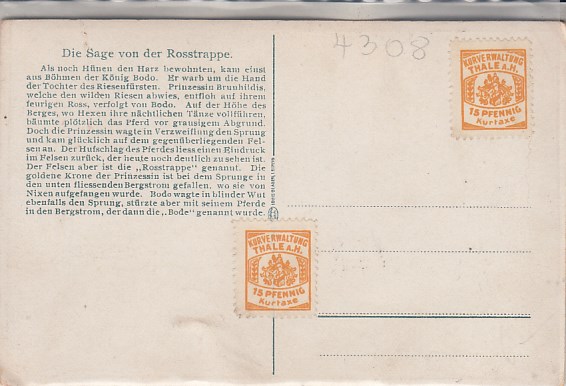 Die Sage von der Rosstrappe.
Als noch Hünen den Harz bewohnten, kam einst
aus Böhmen der König Bodo. Er warb um die Hand
der Tochter des Riesenfürsten. Prinzessin Brunhildis,
welche den wilden Riesen abwies, entfloh auf ihrem
feurigen Ross, verfolgt von Bodo. Auf der Höhe des
Berges, wo Hexen ihre nächtlichen Tänze vollführen,
bäumte plötzlich das Pferd vor grausigem Abgrund.
Doch die Prinzessin wagte in Verzweiflung den Sprung
und kam glücklich auf dem gegenüberliegenden Fel-
sen an. Der Hufschlag des Pferdes liess einen Eindruck
im Felsen zurück, der heute noch deutlich zu sehen ist.
Der Felsen aber ist die „Rosstrappe" genannt. Die
goldene Krone der Prinzessin ist bei dem Sprunge in
den unten fliessenden Bergstrom gefallen, wo sie von
Nixen aufgefangen wurde. Bodo wagte in blinder Wut
ebenfalls den Sprung, stürzte aber mit seinem Pferde
in den Bergstrom, der dann die „Bode" genannt wurde.
4308
KURVERWALTUNG
THALE A.H.
15 PFENNIG
Kurtaxe
KURVERWALTUNG
THALE A.H.
15 PFENNIG
Kurtaxe